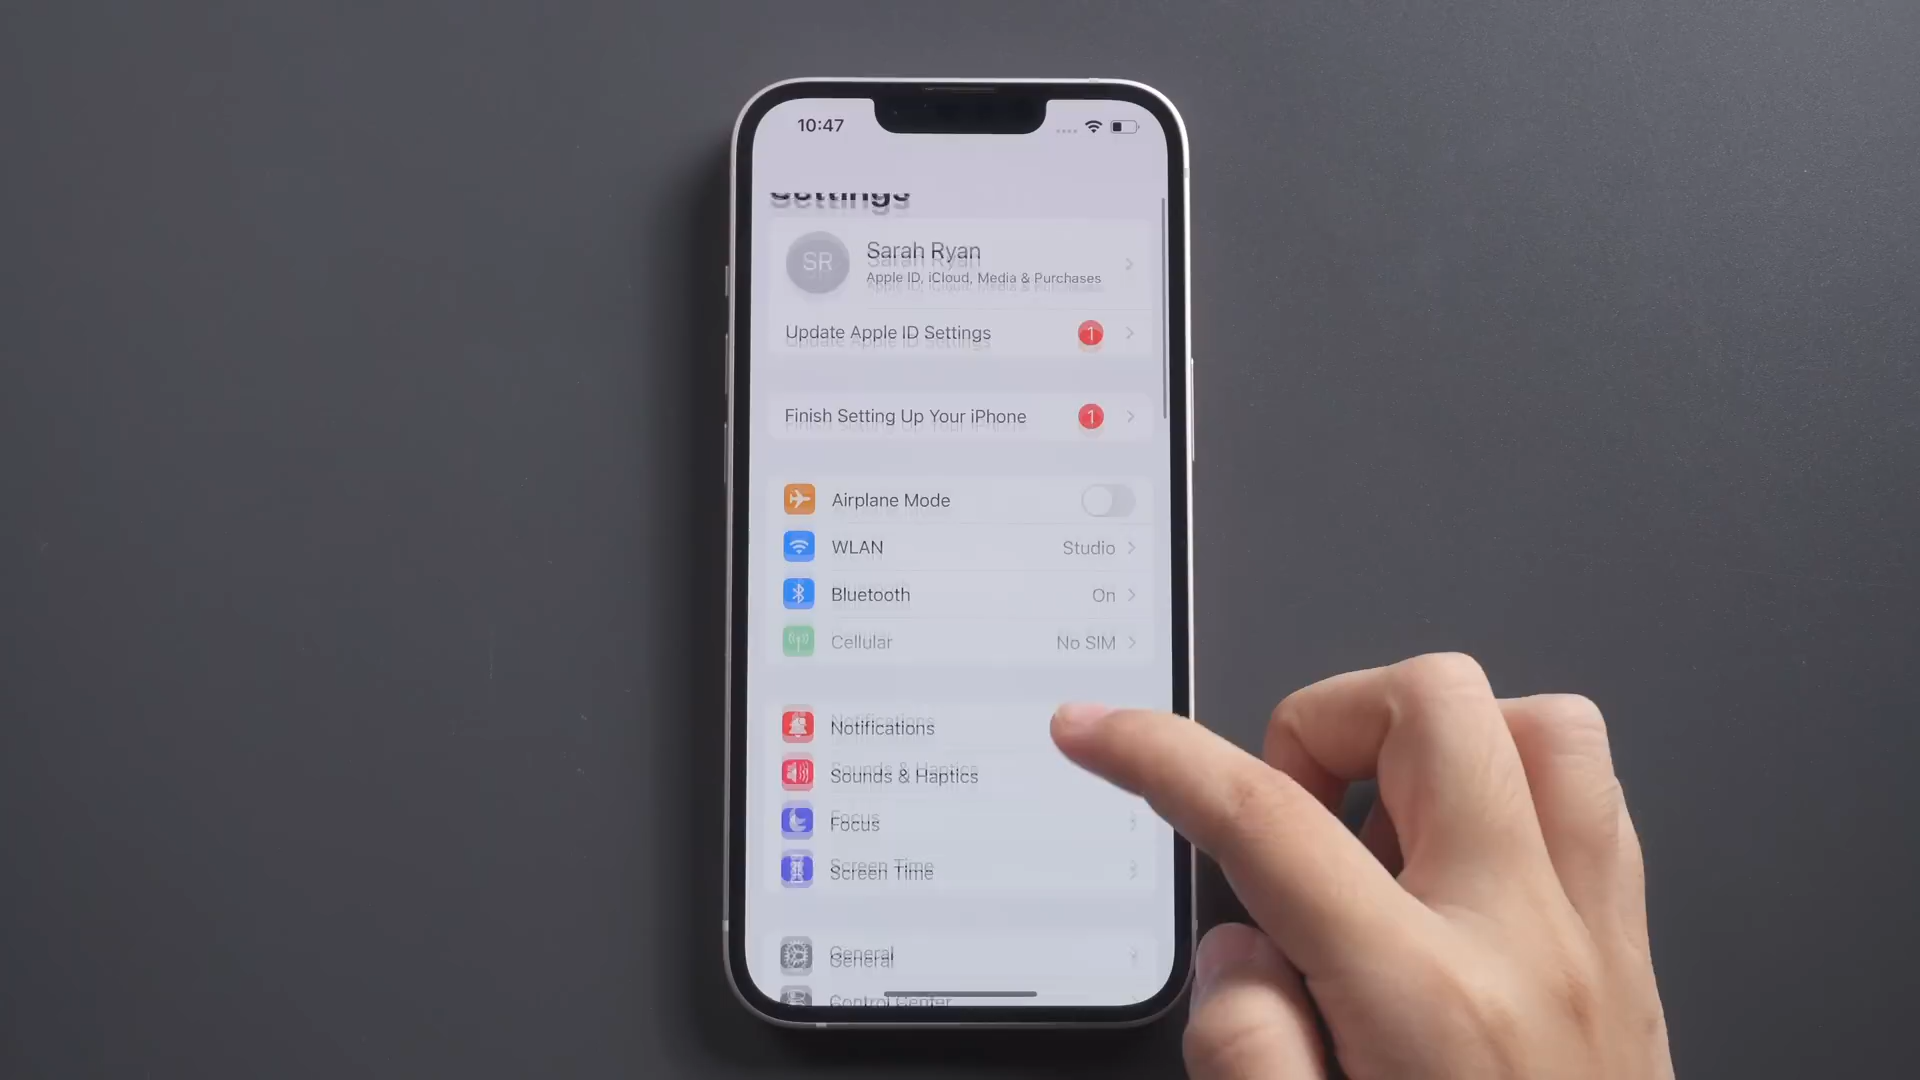 10:47
Settings
SR
Sarah Ryan
Apple ID, iCloud, Media & Purchases
Update Apple ID Settings 1
Finish Setting Up Your iPhone 1
Airplane Mode
WLAN Studio
Bluetooth On
Cellular No SIM
Notifications
Sounds & Haptics
Focus
Screen Time
General
Control Center